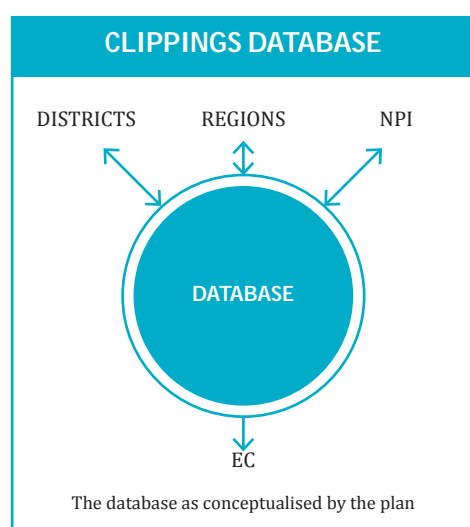 CLIPPINGS DATABASE
DISTRICTS REGIONS NPI
DATABASE
EC
The database as conceptualised by the plan